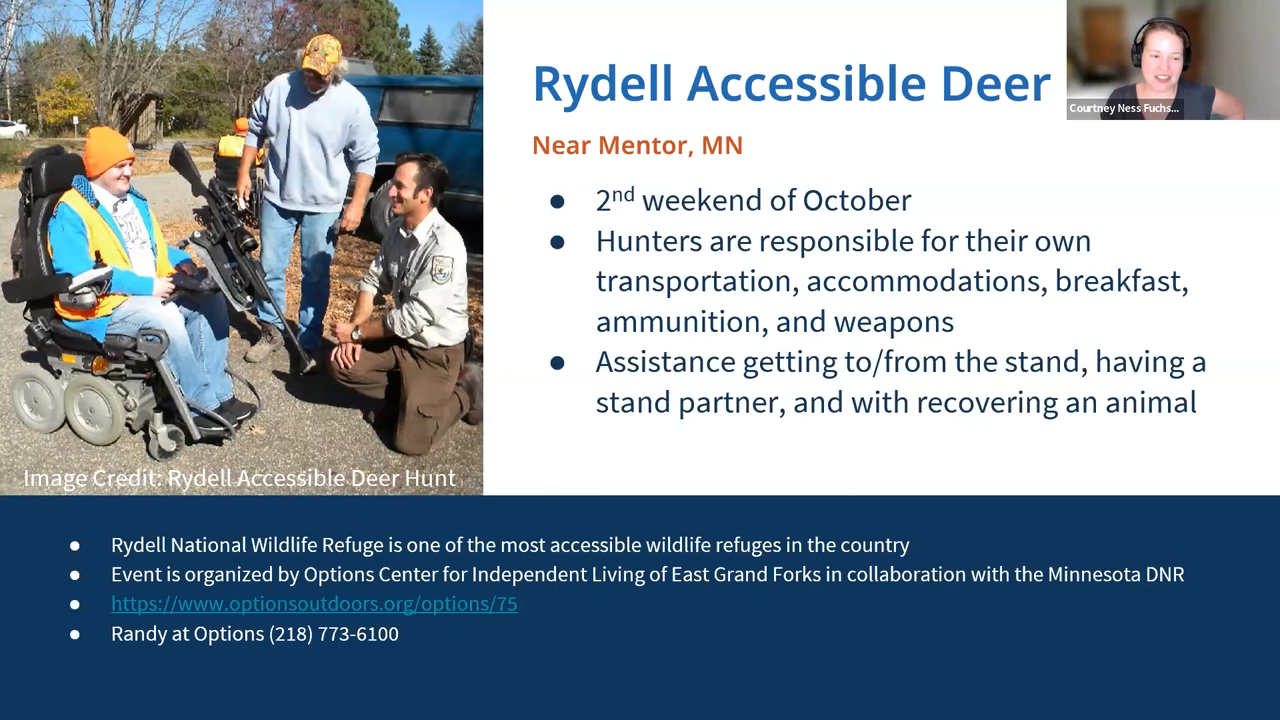 Rydell Accessible Deer
Courtney Ness Fuchs...
Near Mentor, MN
● 2nd weekend of October
● Hunters are responsible for their own
transportation, accommodations, breakfast,
ammunition, and weapons
● Assistance getting to/from the stand, having a
stand partner, and with recovering an animal
Image Credit: Rydell Accessible Deer Hunt
● Rydell National Wildlife Refuge is one of the most accessible wildlife refuges in the country
● Event is organized by Options Center for Independent Living of East Grand Forks in collaboration with the Minnesota DNR
● https://www.optionsoutdoors.org/options/75
● Randy at Options (218) 773-6100